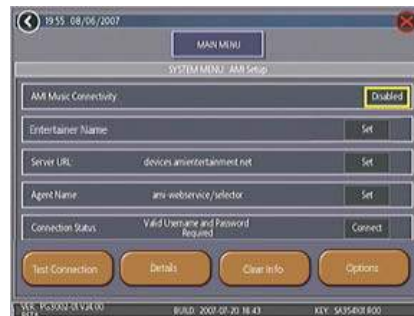 19:55 08/06/2007
MAIN MENU
SYSTEM MENU: AMI Setup
AMI Music Connectivity Disabled
Entertainer Name Set
Server URL devices.amientertainment.net Set
Agent Name ami-webservice/selector Set
Connection Status Valid Username and Password Required Connect
Test Connection Details Clear Info Options
BUILD: 2007-07-20 18:43
BETA